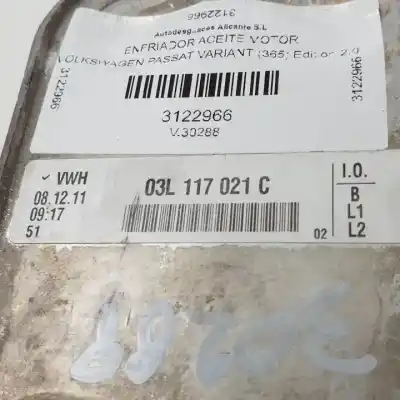 3122966
Autodesguaces Alicante S.L
ENFRIADOR ACEITE MOTOR
VOLKSWAGEN PASSAT VARIANT (365) Edition 2.0
3122966
3122966
3122966
V.30288
VWH
08.12.11
09:17
51
03L 117 021 C
02
I.O.
B
L1
L2